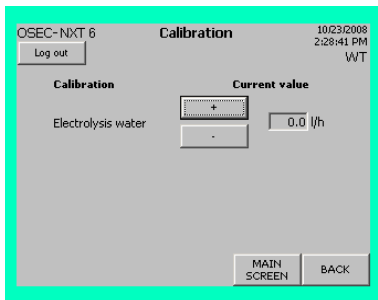 OSEC-NXT 6 Calibration 10/23/2008
2:28:41 PM
Log out WT
Calibration Current value
+
Electrolysis water 0.0 l/h
-
MAIN SCREEN BACK